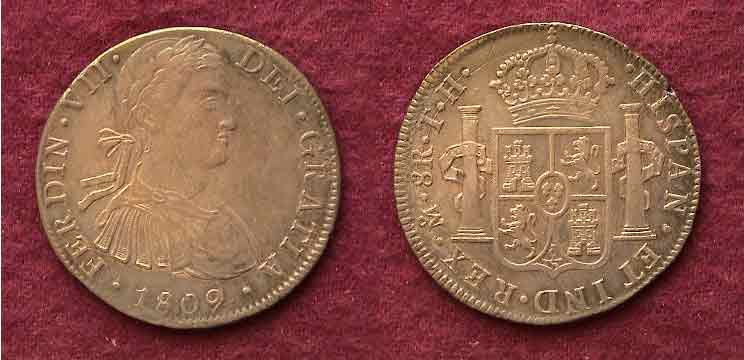 · FERDIN · VII · DEI · GRATIA ·
· 1809 ·
· HISPAN · ET IND · REX · M · 8R · T · H ·